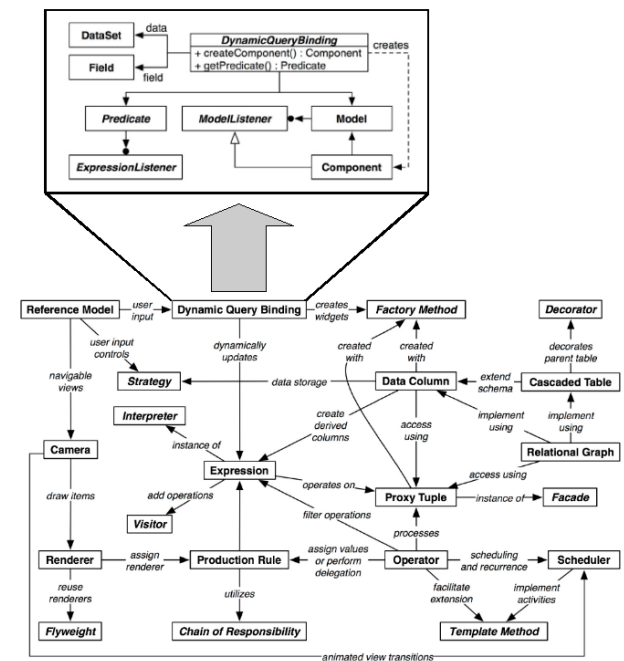 DataSet
data
DynamicQueryBinding
+ createComponent() : Component
+ getPredicate() : Predicate
creates
Field
field
Predicate
ModelListener
Model
ExpressionListener
Component
Reference Model
user
input
Dynamic Query Binding
creates
widgets
Factory Method
Decorator
user input
controls
dynamically
updates
created
with
created
with
decorates
parent table
navigable
views
Strategy
data storage
Data Column
extend
schema
Cascaded Table
Interpreter
create
derived
columns
access
using
implement
using
implement
using
Camera
instance of
Relational Graph
Expression
access using
operates on
draw items
add operations
Proxy Tuple
instance of
Facade
Visitor
filter operations
processes
Renderer
assign
renderer
Production Rule
assign values
or perform
delegation
Operator
scheduling
and recurrence
Scheduler
reuse
renderers
utilizes
facilitate
extension
implement
activities
Flyweight
Chain of Responsibility
Template Method
animated view transitions